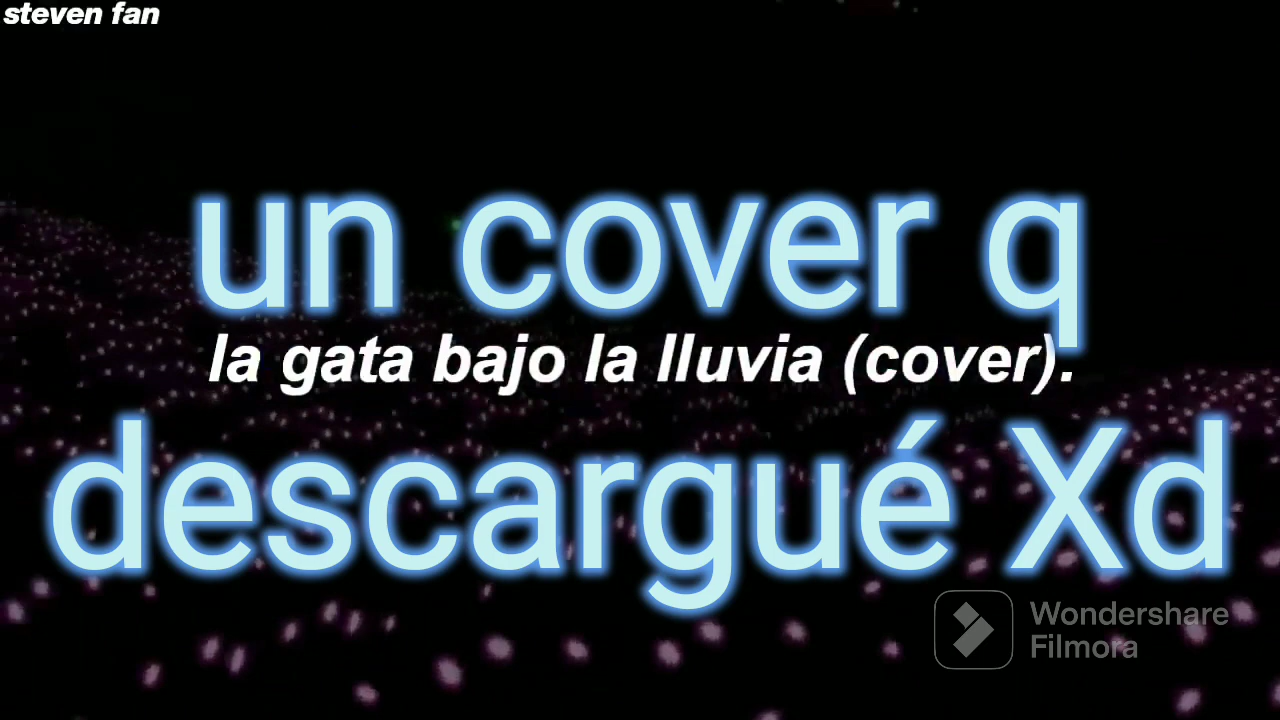 steven fan
un cover q
la gata bajo la lluvia (cover).
descargué Xd
Wondershare
Filmora